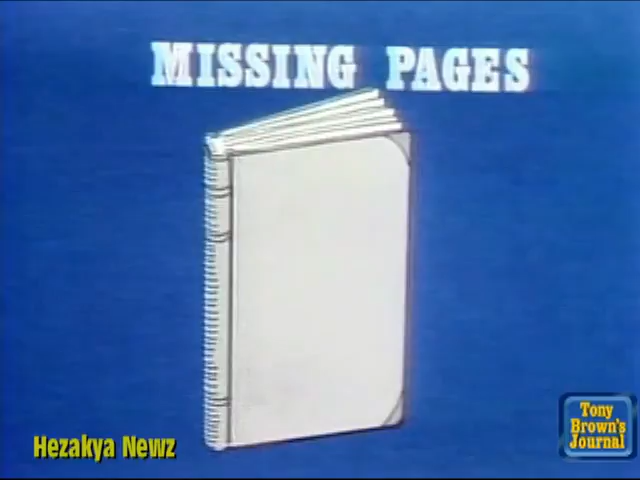 MISSING PAGES
Hezakya Newz
Tony
Brown's
Journal